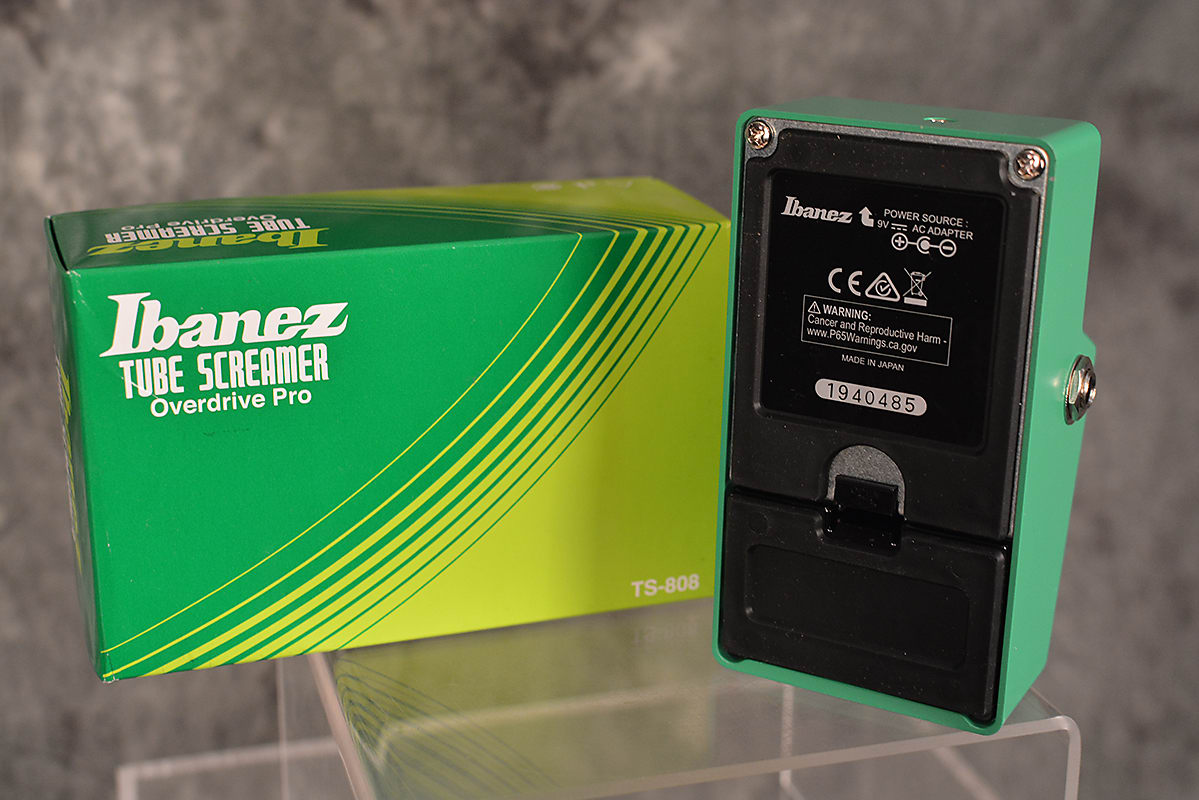 Ibanez
TUBE SCREAMER
Overdrive Pro
Ibanez
TUBE SCREAMER
Overdrive Pro
TS-808
Ibanez
POWER SOURCE :
9V AC ADAPTER
CE
WARNING:
Cancer and Reproductive Harm -
www.P65Warnings.ca.gov
MADE IN JAPAN
1940485